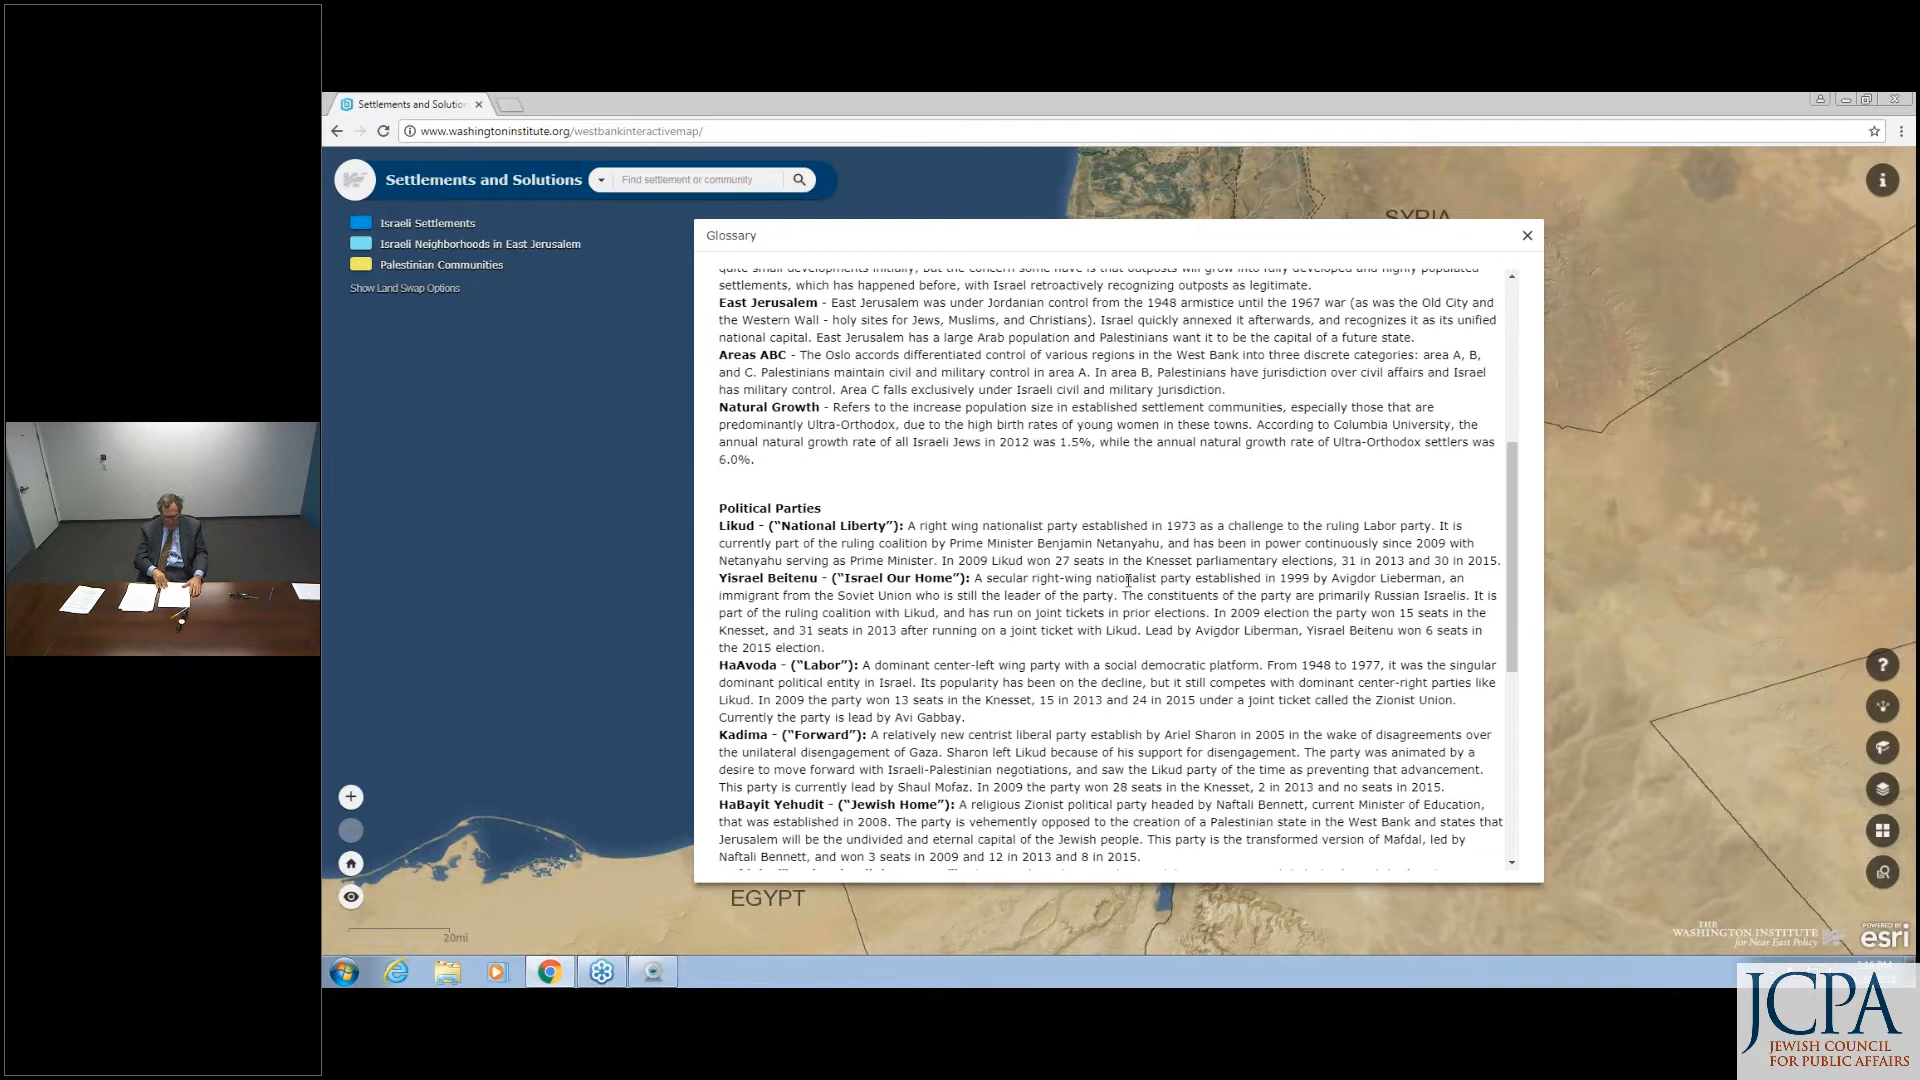 Settlements and Solution
www.washingtoninstitute.org/westbankinteractivemap/
Settlements and Solutions
Find settlement or community
Israeli Settlements
Israeli Neighborhoods in East Jerusalem
Palestinian Communities
Show Land Swap Options
SYRIA
Glossary
quite small developments initially, but the concern some have is that outposts will grow into fully developed and highly populated
settlements, which has happened before, with Israel retroactively recognizing outposts as legitimate.
East Jerusalem - East Jerusalem was under Jordanian control from the 1948 armistice until the 1967 war (as was the Old City and
the Western Wall - holy sites for Jews, Muslims, and Christians). Israel quickly annexed it afterwards, and recognizes it as its unified
national capital. East Jerusalem has a large Arab population and Palestinians want it to be the capital of a future state.
Areas ABC - The Oslo accords differentiated control of various regions in the West Bank into three discrete categories: area A, B,
and C. Palestinians maintain civil and military control in area A. In area B, Palestinians have jurisdiction over civil affairs and Israel
has military control. Area C falls exclusively under Israeli civil and military jurisdiction.
Natural Growth - Refers to the increase population size in established settlement communities, especially those that are
predominantly Ultra-Orthodox, due to the high birth rates of young women in these towns. According to Columbia University, the
annual natural growth rate of all Israeli Jews in 2012 was 1.5%, while the annual natural growth rate of Ultra-Orthodox settlers was
6.0%.
Political Parties
Likud - (“National Liberty”): A right wing nationalist party established in 1973 as a challenge to the ruling Labor party. It is
currently part of the ruling coalition by Prime Minister Benjamin Netanyahu, and has been in power continuously since 2009 with
Netanyahu serving as Prime Minister. In 2009 Likud won 27 seats in the Knesset parliamentary elections, 31 in 2013 and 30 in 2015.
Yisrael Beitenu - (“Israel Our Home”): A secular right-wing nationalist party established in 1999 by Avigdor Lieberman, an
immigrant from the Soviet Union who is still the leader of the party. The constituents of the party are primarily Russian Israelis. It is
part of the ruling coalition with Likud, and has run on joint tickets in prior elections. In 2009 election the party won 15 seats in the
Knesset, and 31 seats in 2013 after running on a joint ticket with Likud. Lead by Avigdor Liberman, Yisrael Beitenu won 6 seats in
the 2015 election.
HaAvoda - (“Labor”): A dominant center-left wing party with a social democratic platform. From 1948 to 1977, it was the singular
dominant political entity in Israel. Its popularity has been on the decline, but it still competes with dominant center-right parties like
Likud. In 2009 the party won 13 seats in the Knesset, 15 in 2013 and 24 in 2015 under a joint ticket called the Zionist Union.
Currently the party is lead by Avi Gabbay.
Kadima - (“Forward”): A relatively new centrist liberal party establish by Ariel Sharon in 2005 in the wake of disagreements over
the unilateral disengagement of Gaza. Sharon left Likud because of his support for disengagement. The party was animated by a
desire to move forward with Israeli-Palestinian negotiations, and saw the Likud party of the time as preventing that advancement.
This party is currently lead by Shaul Mofaz. In 2009 the party won 28 seats in the Knesset, 2 in 2013 and no seats in 2015.
HaBayit Yehudit - (“Jewish Home”): A religious Zionist political party headed by Naftali Bennett, current Minister of Education,
that was established in 2008. The party is vehemently opposed to the creation of a Palestinian state in the West Bank and states that
Jerusalem will be the undivided and eternal capital of the Jewish people. This party is the transformed version of Mafdal, led by
Naftali Bennett, and won 3 seats in 2009 and 12 in 2013 and 8 in 2015.
EGYPT
20mi
THE
WASHINGTON INSTITUTE
for Near East Policy
POWERED BY
esri
JCPA
JEWISH COUNCIL
FOR PUBLIC AFFAIRS